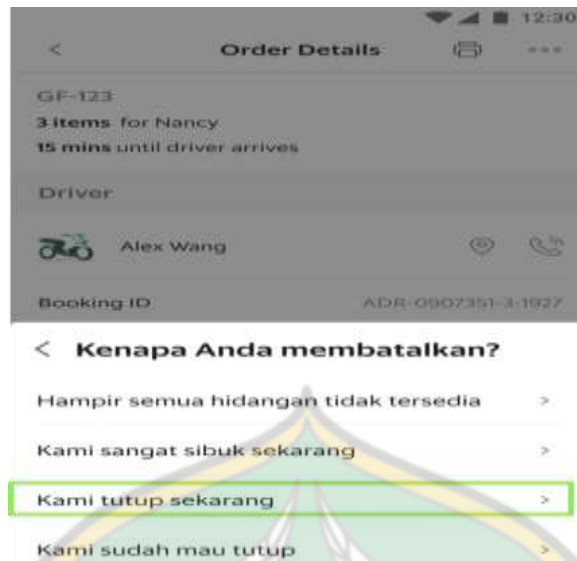 12:30
< Order Details
GF-123
3 items for Nancy
15 mins until driver arrives
Driver
Alex Wang
Booking ID ADR-0907351-3-1927
< Kenapa Anda membatalkan?
Hampir semua hidangan tidak tersedia >
Kami sangat sibuk sekarang >
Kami tutup sekarang >
Kami sudah mau tutup >